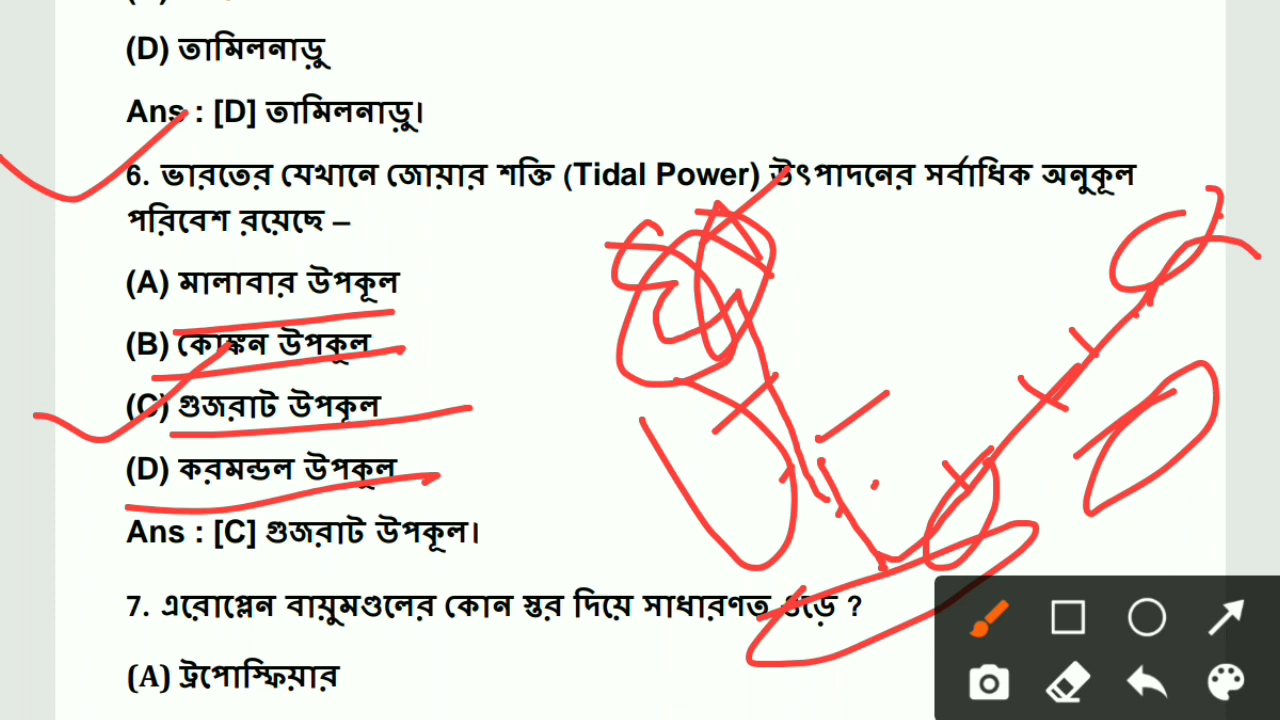 (D) তামিলনাড়ু
Ans : [D] তামিলনাড়ু।
6. ভারতের যেখানে জোয়ার শক্তি (Tidal Power) উৎপাদনের সর্বাধিক অনুকূল
পরিবেশ রয়েছে –
(A) মালাবার উপকূল
(B) কোঙ্কন উপকূল
(C) গুজরাট উপকূল
(D) করমন্ডল উপকূল
Ans : [C] গুজরাট উপকূল।
7. এরোপ্লেন বায়ুমণ্ডলের কোন স্তর দিয়ে সাধারণত ওড়ে ?
(A) ট্রপোস্ফিয়ার